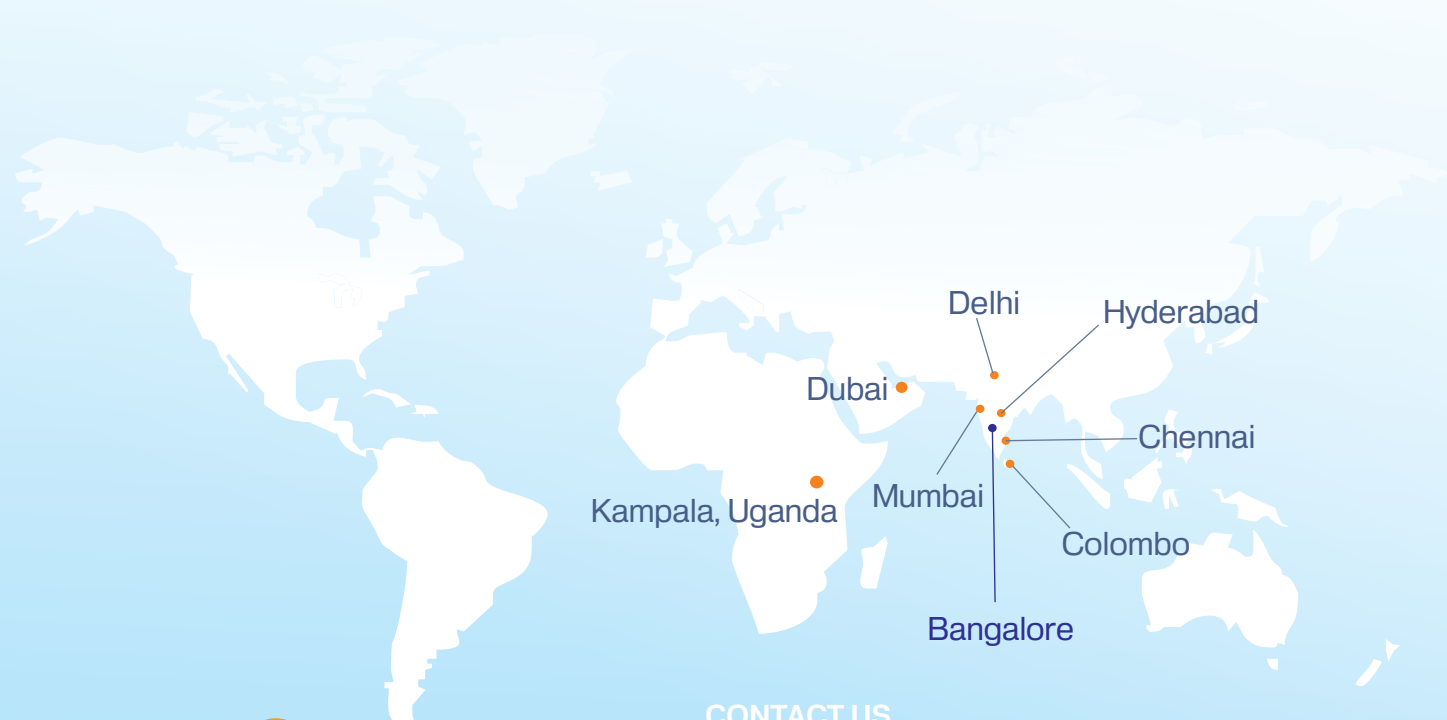 Delhi
Hyderabad
Dubai
Chennai
Mumbai
Kampala, Uganda
Colombo
Bangalore
CONTACT US